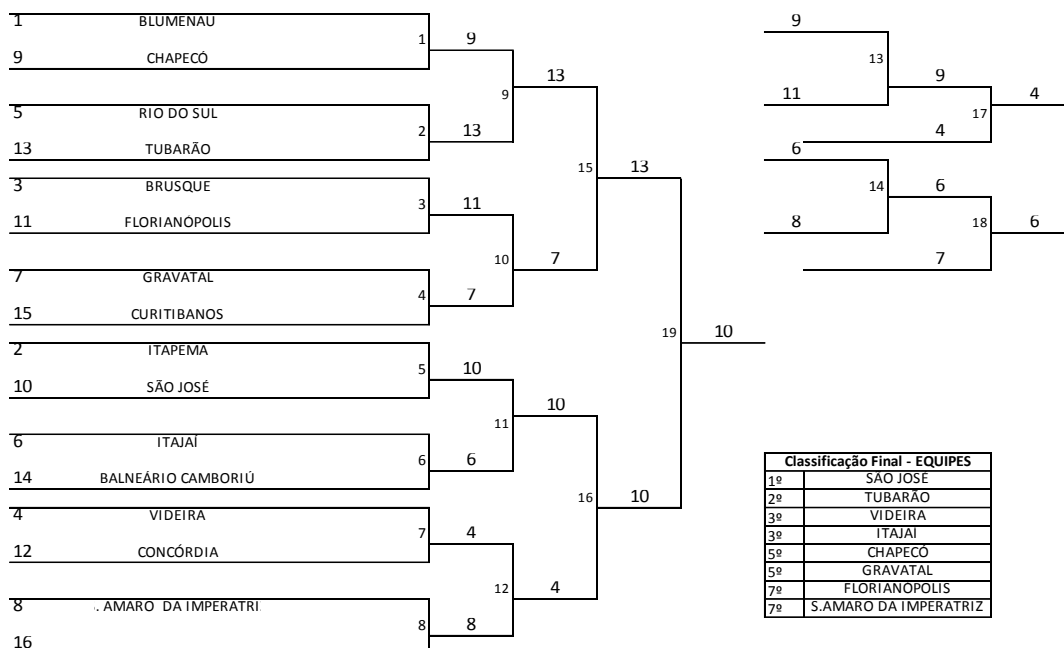 1 BLUMENAU
9 CHAPECÓ
1
9
5 RIO DO SUL
13 TUBARÃO
2
13
9
13
3 BRUSQUE
11 FLORIANÓPOLIS
3
11
7 GRAVATAL
15 CURITIBANOS
4
7
10
7
15
13
2 ITAPEMA
10 SÃO JOSÉ
5
10
6 ITAJAÍ
14 BALNEÁRIO CAMBORIÚ
6
6
11
10
4 VIDEIRA
12 CONCÓRDIA
7
4
8 . AMARO DA IMPERATRI
16
8
8
12
4
16
10
19
10
9
11
13
9
4
17
4
6
8
14
6
7
18
6
Classificação Final - EQUIPES
1º SÃO JOSÉ
2º TUBARÃO
3º VIDEIRA
3º ITAJAÍ
5º CHAPECÓ
5º GRAVATAL
7º FLORIANÓPOLIS
7º S.AMARO DA IMPERATRIZ